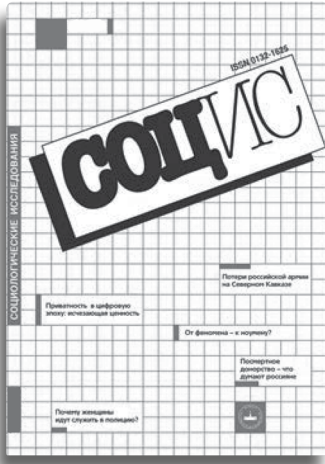 ISSN 0132-1625
СОЦИС
СОЦИОЛОГИЧЕСКИЕ ИССЛЕДОВАНИЯ
Потери российской армии
на Северном Кавказе
Приватность в цифровую
эпоху: исчезающая ценность
От феномена – к ноумену?
Посмертное
донорство – что
думают россияне
Почему женщины
идут служить в полицию?